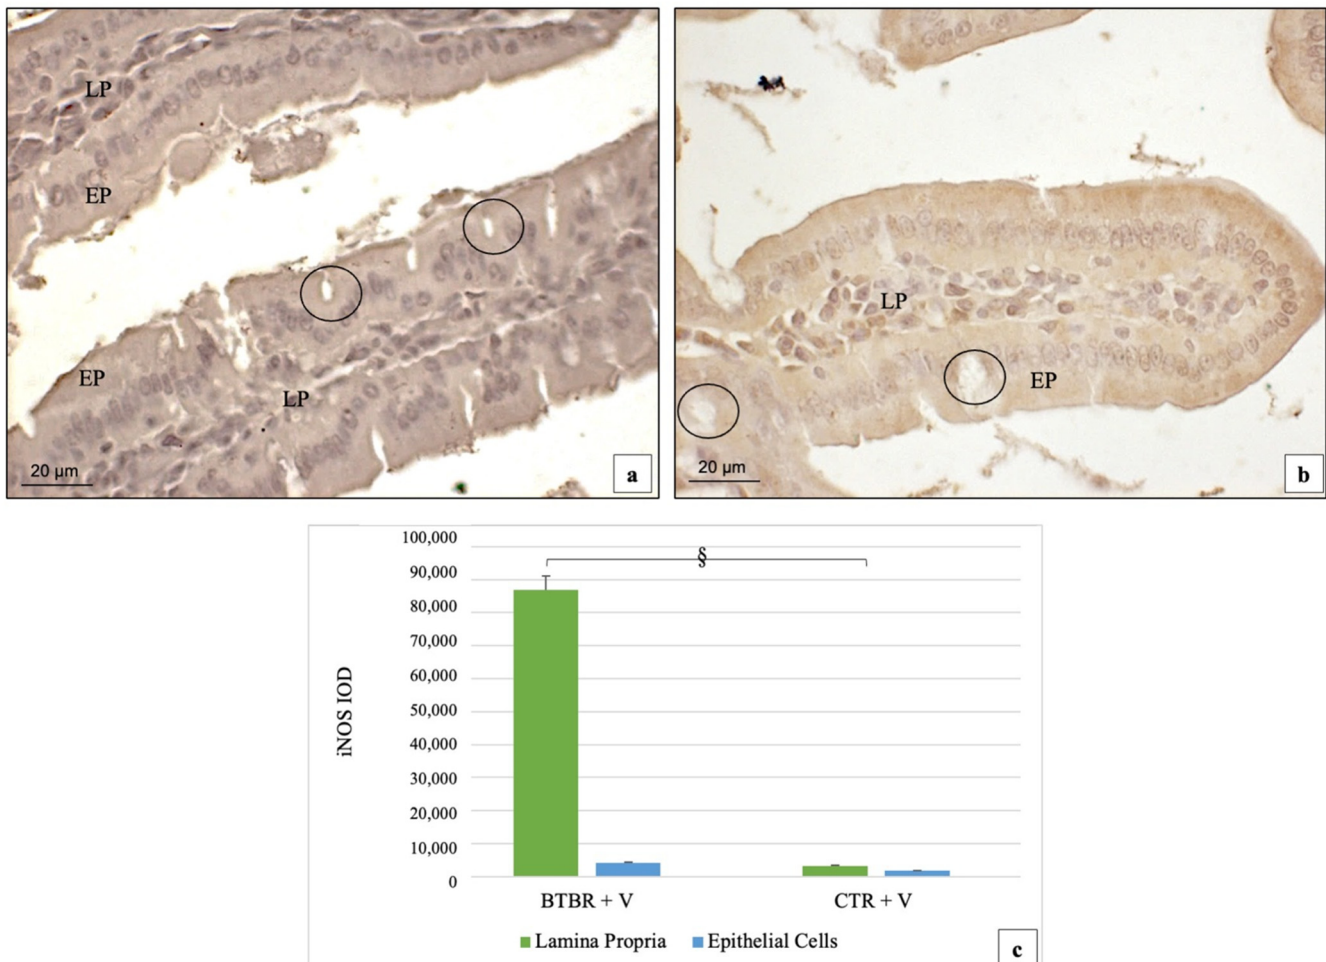 LP
EP
EP
LP
20 µm
a
LP
EP
20 µm
b
100,000
90,000
80,000
70,000
60,000
50,000
40,000
30,000
20,000
10,000
0
iNOS IOD
§
BTBR + V
CTR + V
Lamina Propria
Epithelial Cells
c